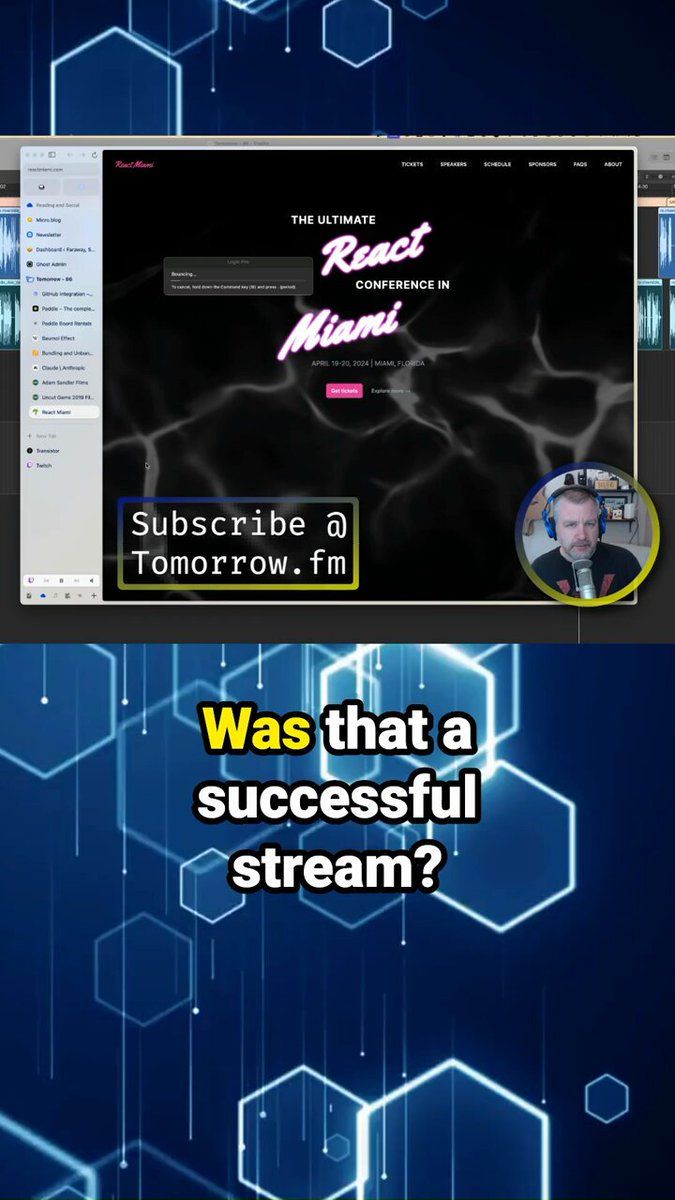 reactmiami.com
Reading and Social
Micro.blog
Newsletter
Dashboard ‹ Faraway, S...
Ghost Admin
Tomorrow - 86
GitHub Integration –...
Paddle – The comple...
Paddle Board Rentals
Baumol Effect
Bundling and Unbun...
Claude \ Anthropic
Adam Sandler Films
Uncut Gems 2019 Fil...
React Miami
New Tab
Transistor
Twitch
React Miami
TICKETS SPEAKERS SCHEDULE SPONSORS FAQS ABOUT
THE ULTIMATE
React
CONFERENCE IN
Miami
APRIL 19-20, 2024 | MIAMI, FLORIDA
Get tickets Explore more →
Logic Pro
Bouncing...
To cancel, hold down the Command key (⌘) and press . (period).
Subscribe @
Tomorrow.fm
Was that a
successful
stream?